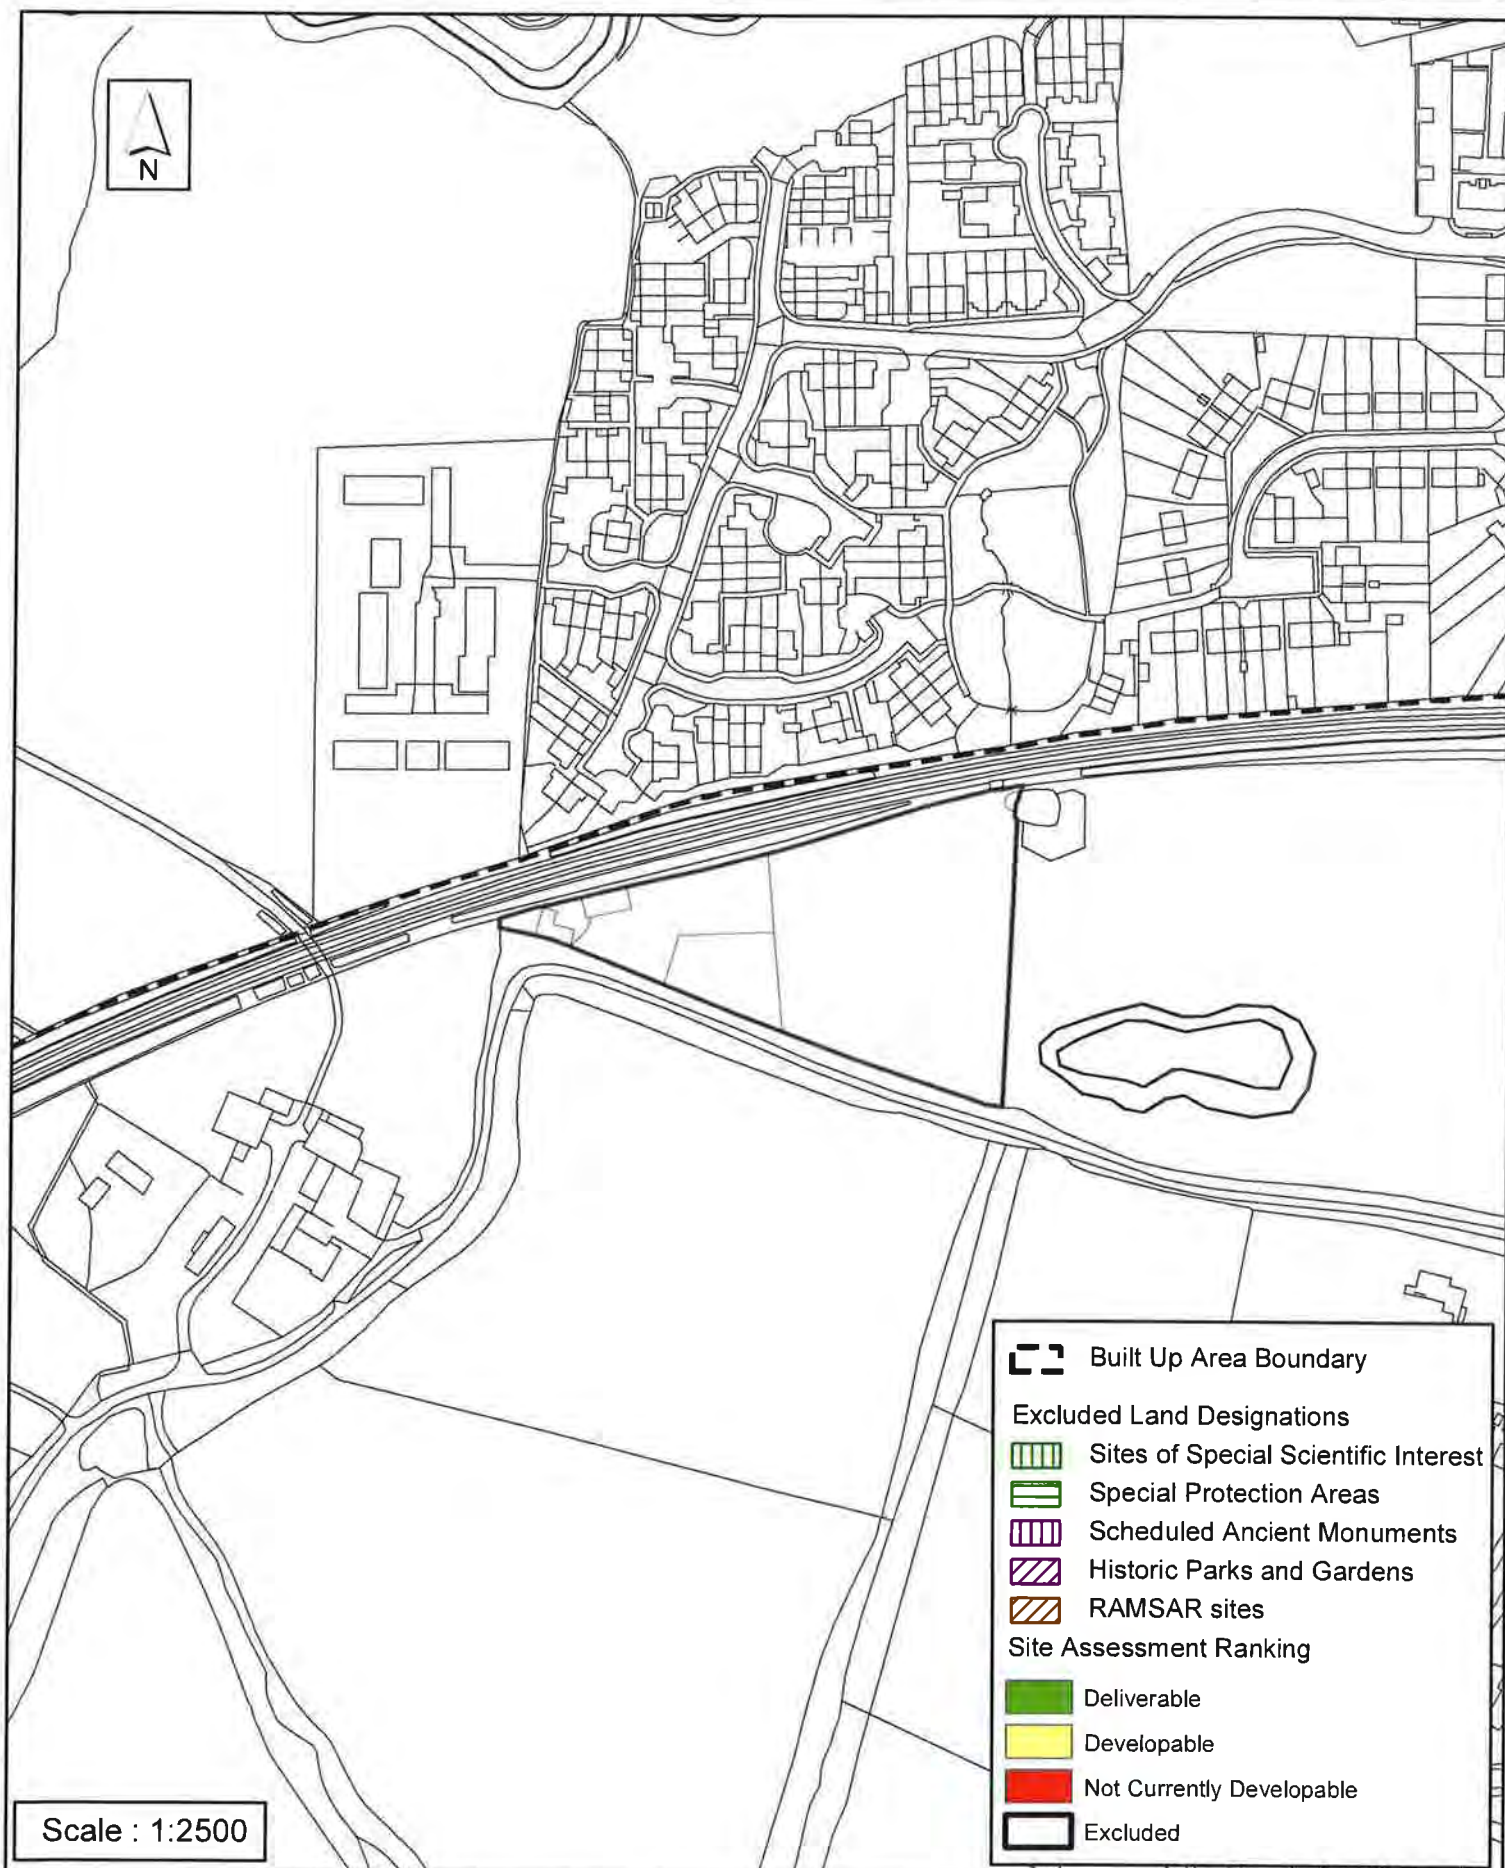 N
Built Up Area Boundary
Excluded Land Designations
Sites of Special Scientific Interest
Special Protection Areas
Scheduled Ancient Monuments
Historic Parks and Gardens
RAMSAR sites
Site Assessment Ranking
Deliverable
Developable
Not Currently Developable
Excluded
Scale : 1:2500